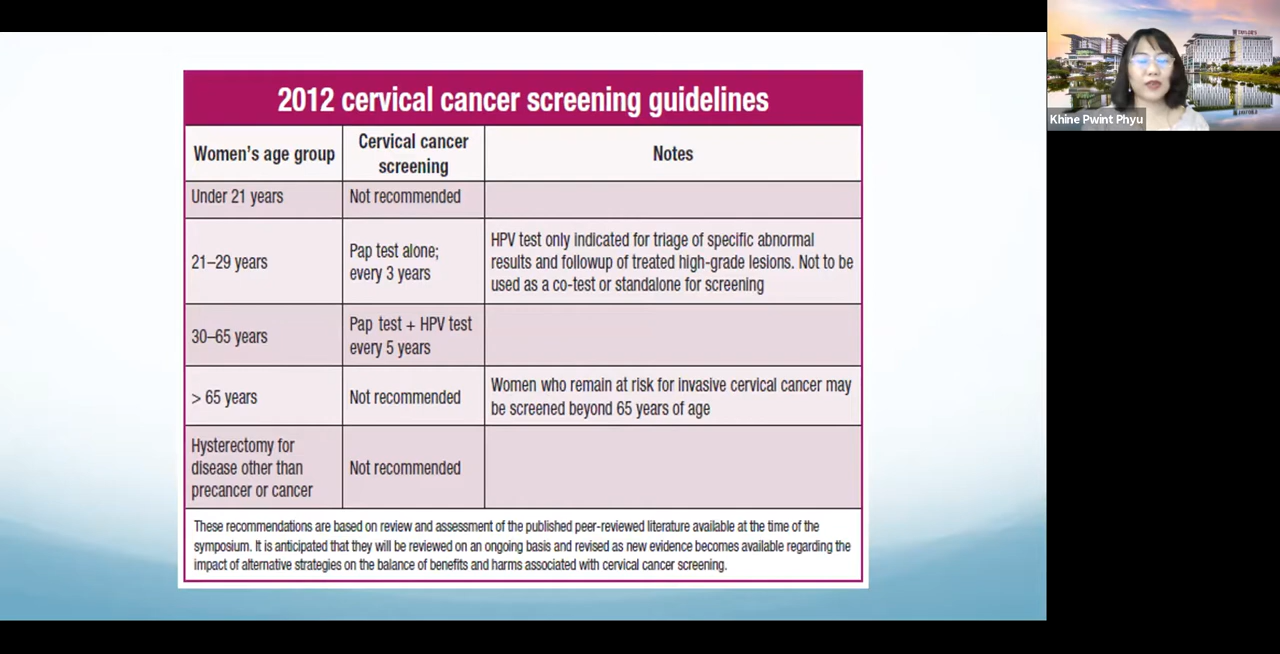 2012 cervical cancer screening guidelines
Women's age group
Cervical cancer
screening
Notes
Under 21 years
Not recommended
21–29 years
Pap test alone;
every 3 years
HPV test only indicated for triage of specific abnormal
results and followup of treated high-grade lesions. Not to be
used as a co-test or standalone for screening
30–65 years
Pap test + HPV test
every 5 years
> 65 years
Not recommended
Women who remain at risk for invasive cervical cancer may
be screened beyond 65 years of age
Hysterectomy for
disease other than
precancer or cancer
Not recommended
These recommendations are based on review and assessment of the published peer-reviewed literature available at the time of the
symposium. It is anticipated that they will be reviewed on an ongoing basis and revised as new evidence becomes available regarding the
impact of alternative strategies on the balance of benefits and harms associated with cervical cancer screening.
Khine Pwint Phyu